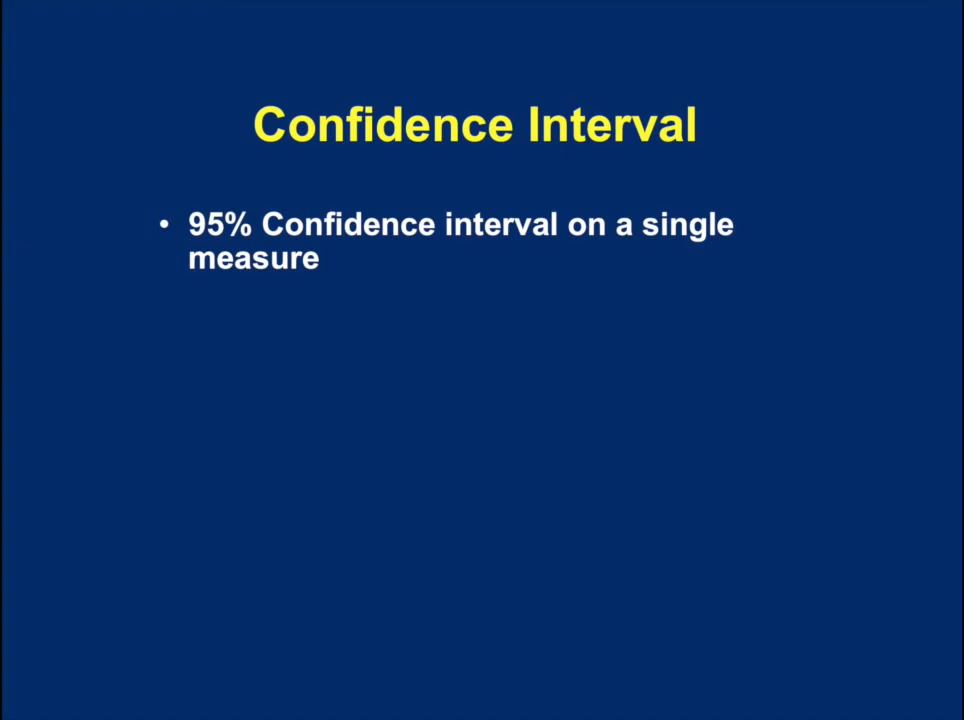 Confidence Interval
• 95% Confidence interval on a single
measure